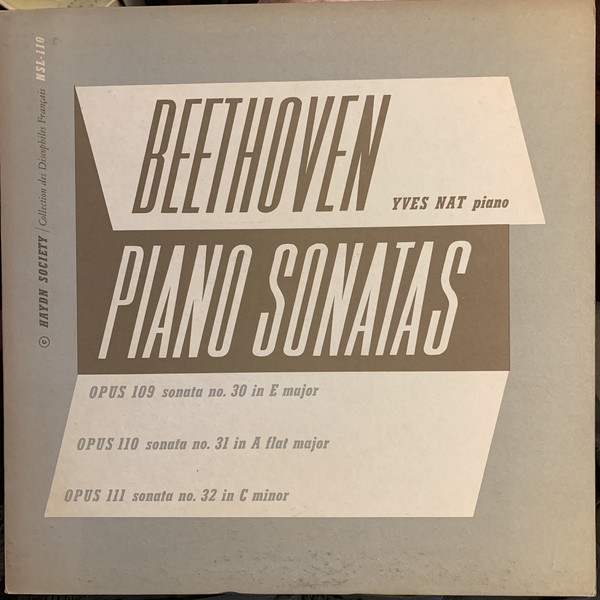 BEETHOVEN
YVES NAT piano
PIANO SONATAS
OPUS 109 sonata no. 30 in E major
OPUS 110 sonata no. 31 in A flat major
OPUS 111 sonata no. 32 in C minor
© HAYDN SOCIETY / Collection des Discophiles Français HSL-110